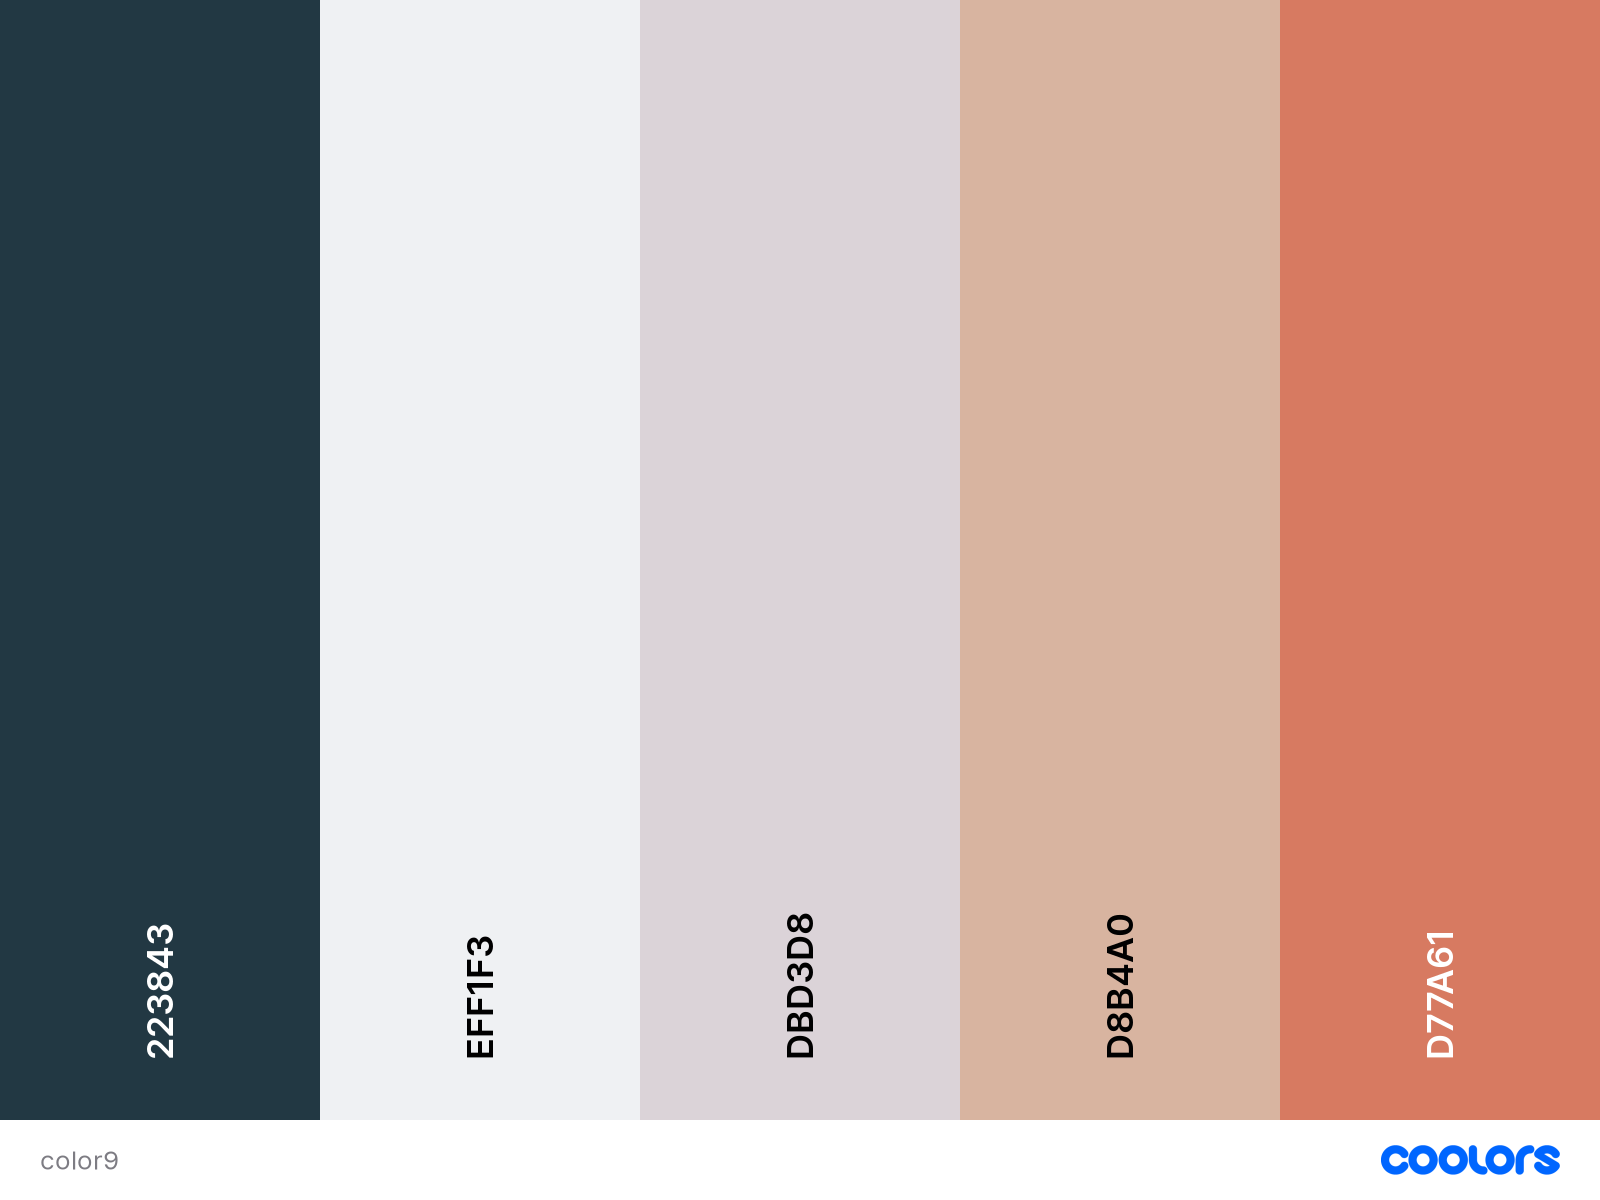 223843
EFF1F3
DBD3D8
D8B4A0
D77A61
color9
coolors